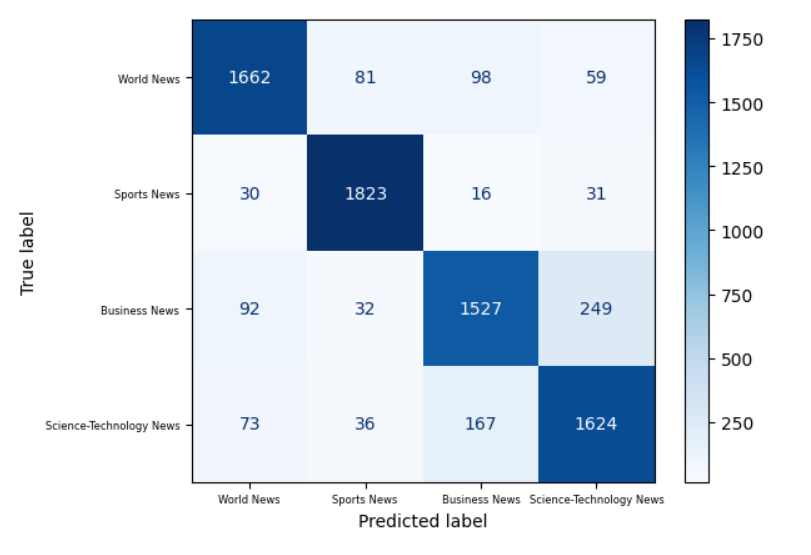 World News 1662 81 98 59
Sports News 30 1823 16 31
Business News 92 32 1527 249
Science-Technology News 73 36 167 1624
World News Sports News Business News Science-Technology News
Predicted label
True label
1750
1500
1250
1000
750
500
250